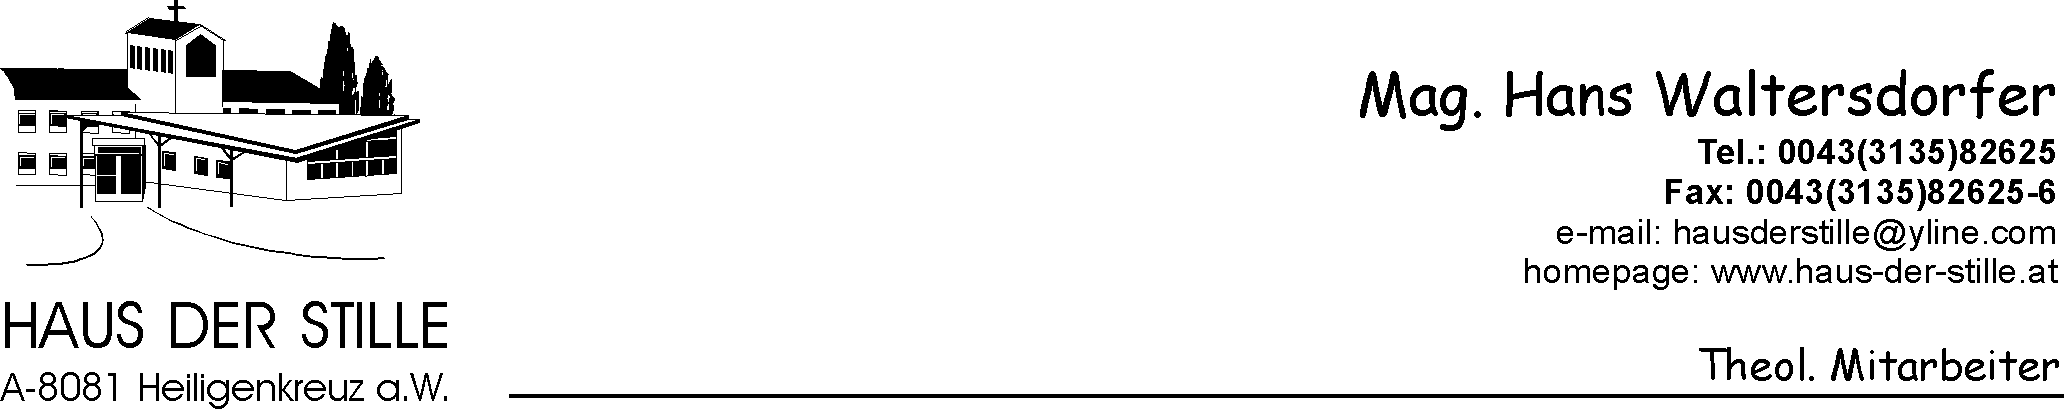 HAUS DER STILLE
A-8081 Heiligenkreuz a.W.
Mag. Hans Waltersdorfer
Tel.: 0043(3135)82625
Fax: 0043(3135)82625-6
e-mail: hausderstille@yline.com
homepage: www.haus-der-stille.at
Theol. Mitarbeiter